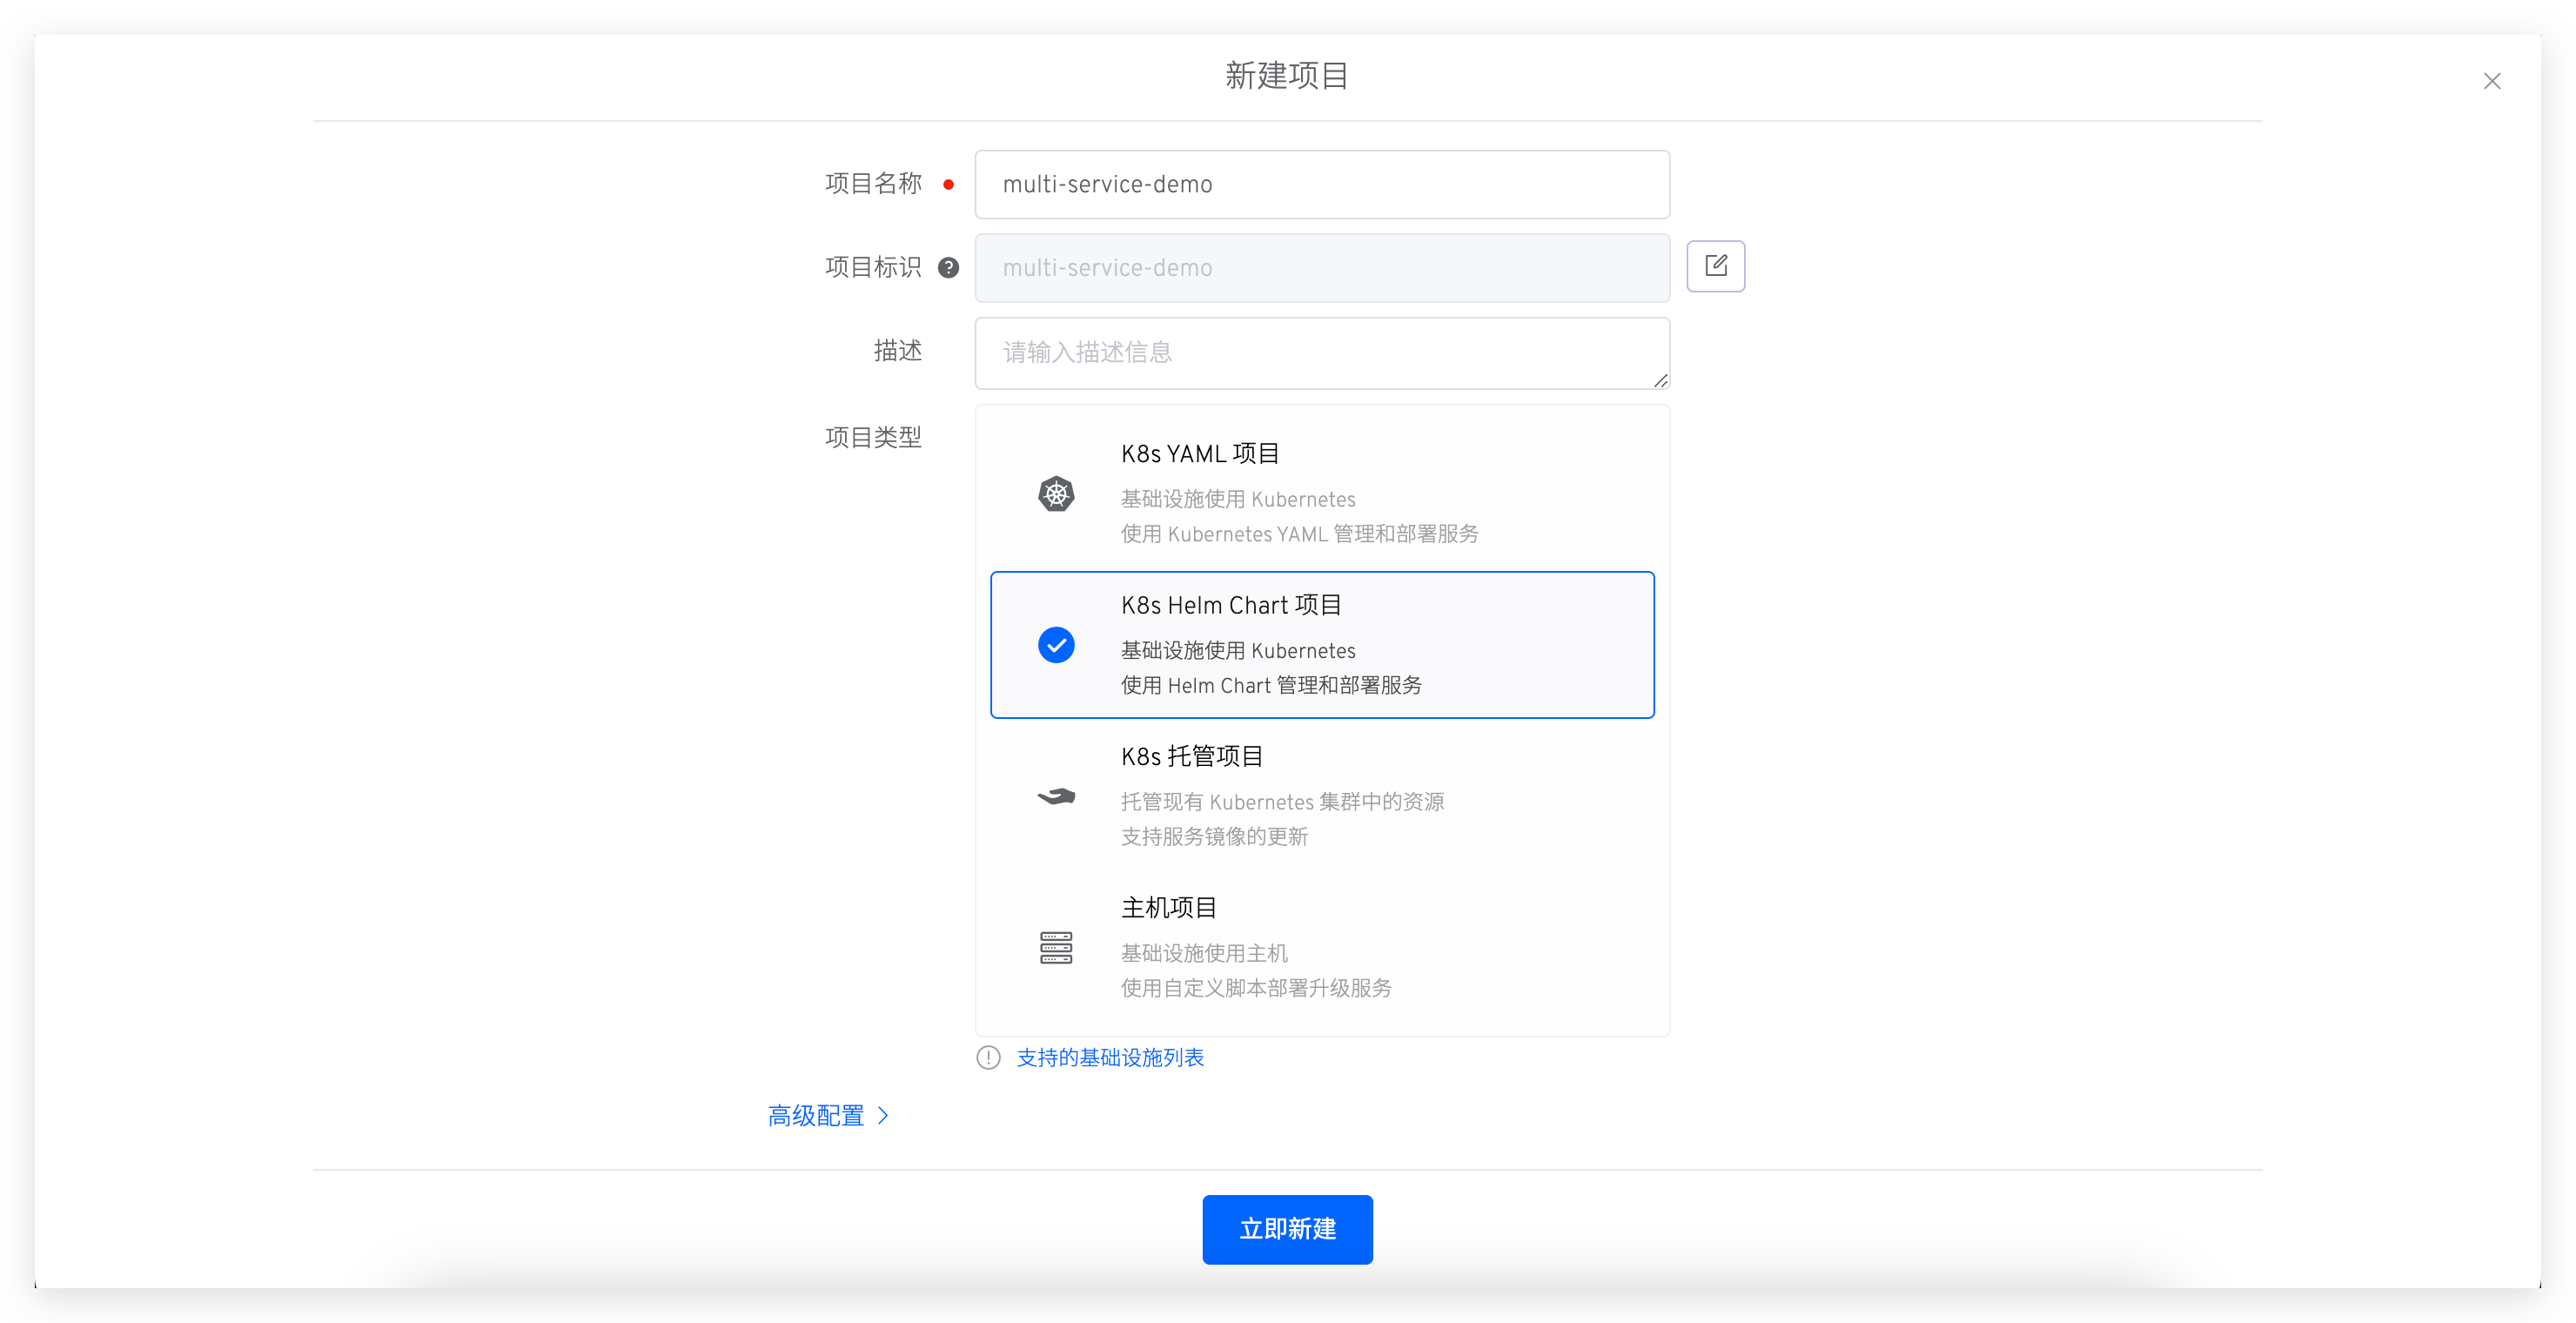 新建项目
项目名称 multi-service-demo
项目标识 multi-service-demo
描述 请输入描述信息
项目类型
K8s YAML 项目
基础设施使用 Kubernetes
使用 Kubernetes YAML 管理和部署服务
K8s Helm Chart 项目
基础设施使用 Kubernetes
使用 Helm Chart 管理和部署服务
K8s 托管项目
托管现有 Kubernetes 集群中的资源
支持服务镜像的更新
主机项目
基础设施使用主机
使用自定义脚本部署升级服务
支持的基础设施列表
高级配置
立即新建